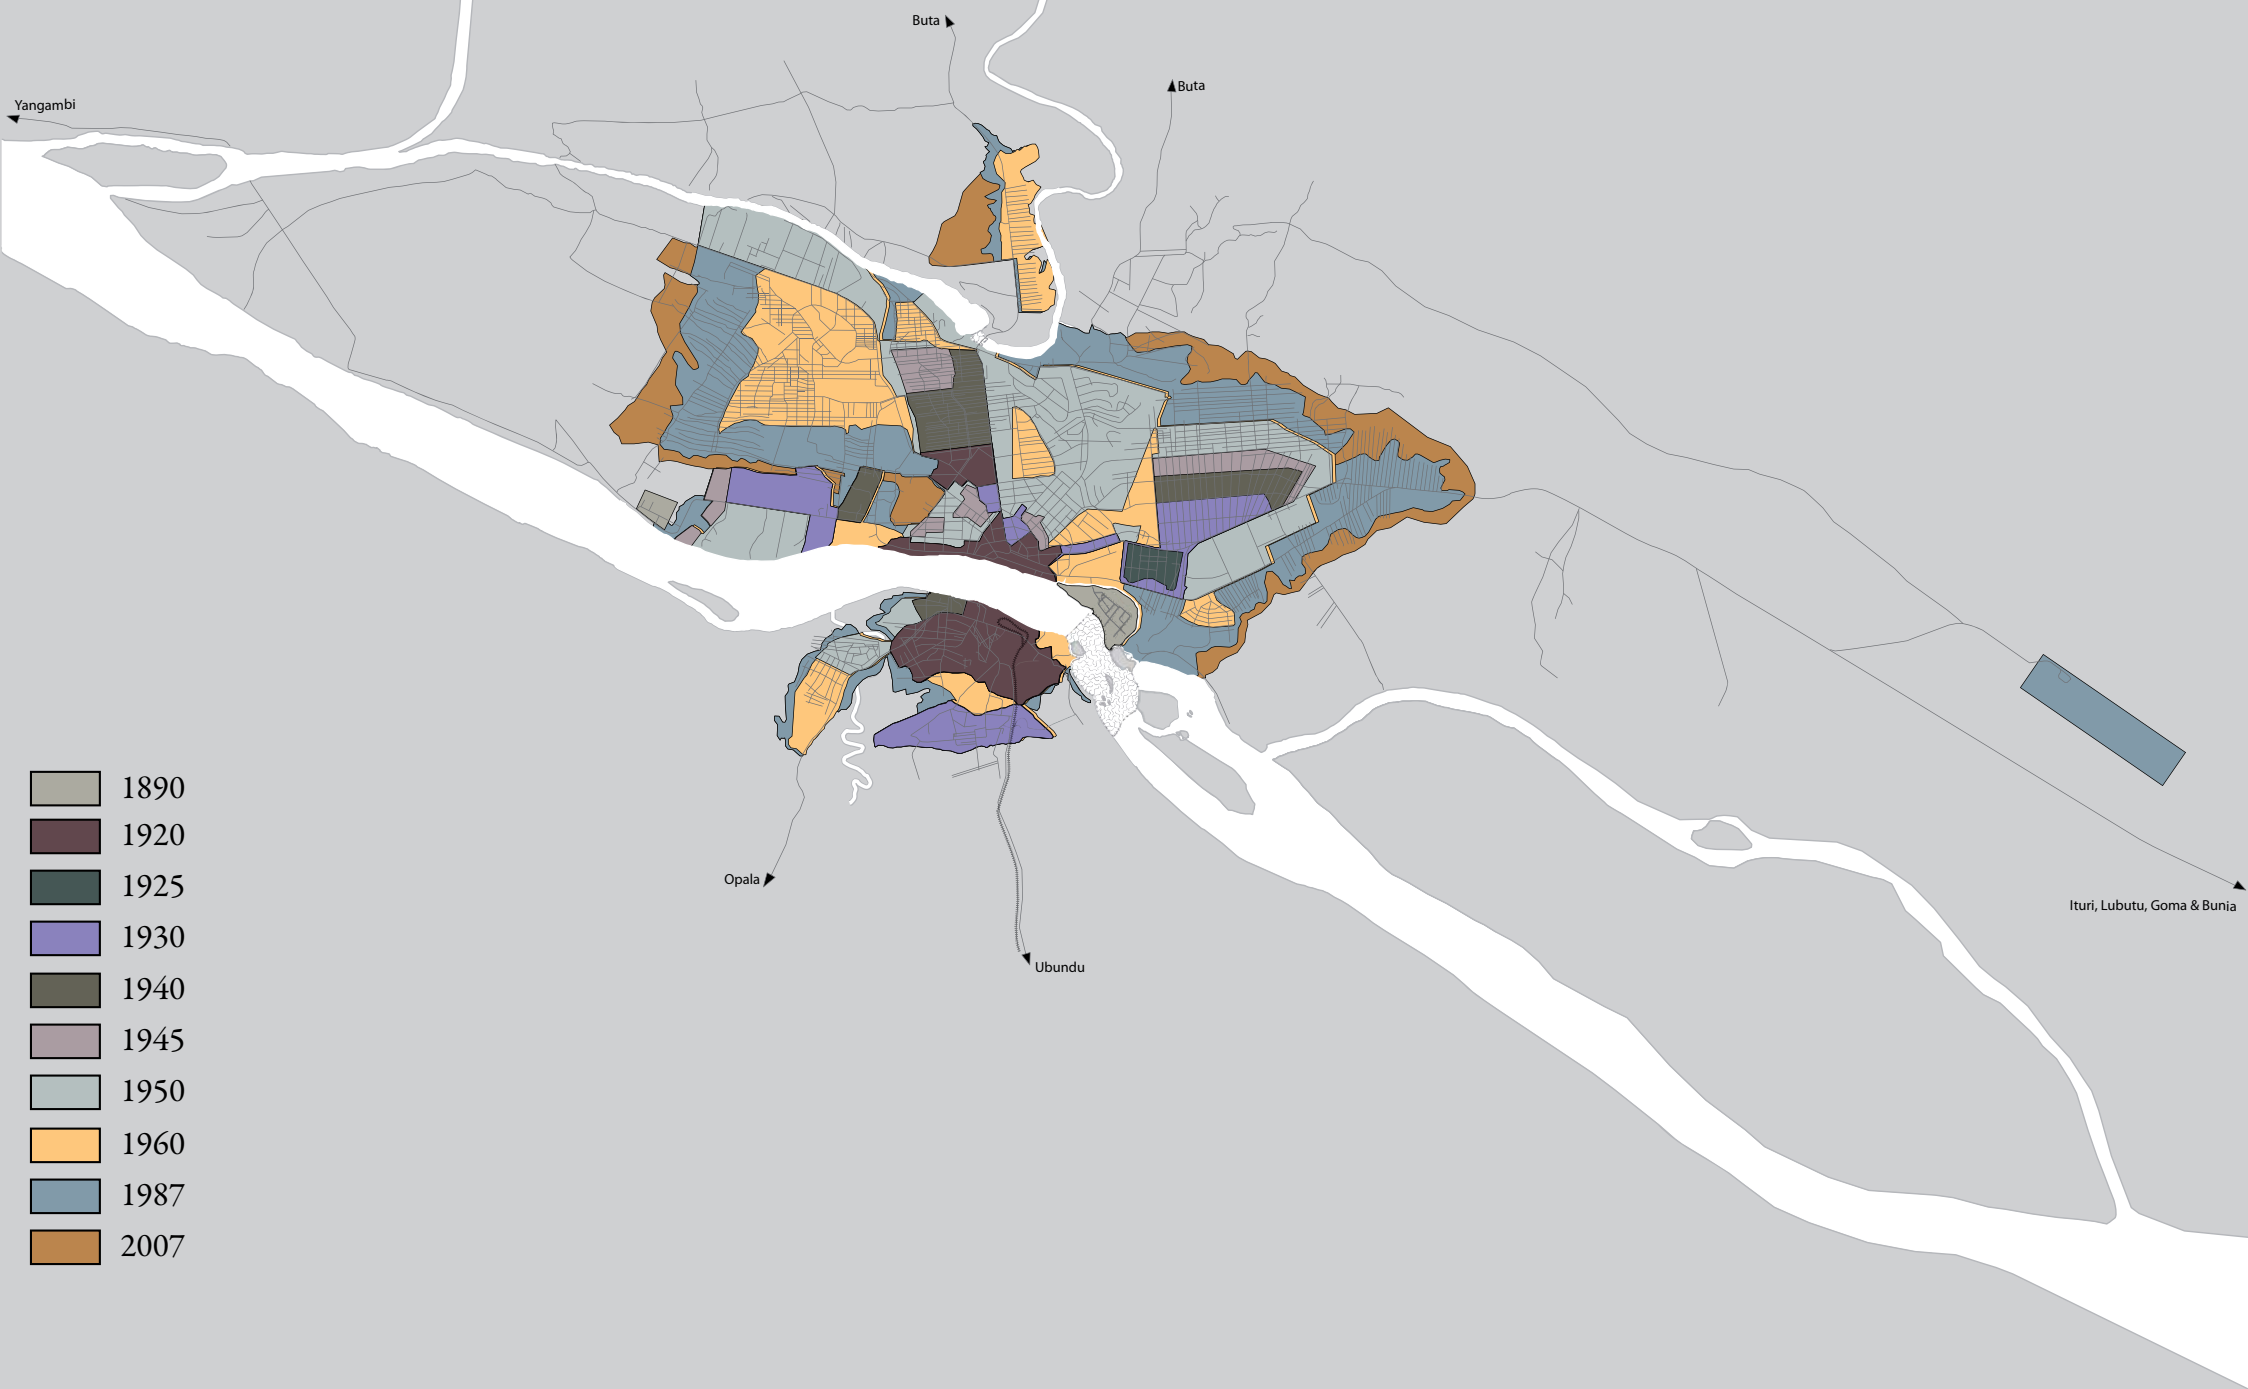 Buta
Buta
Yangambi
1890
1920
1925
1930
1940
1945
1950
1960
1987
2007
Opala
Ituri, Lubutu, Goma & Bunia
Ubundu